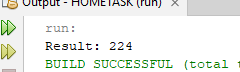 Output - HOMETASK (run)
run:
Result: 224
BUILD SUCCESSFUL (total